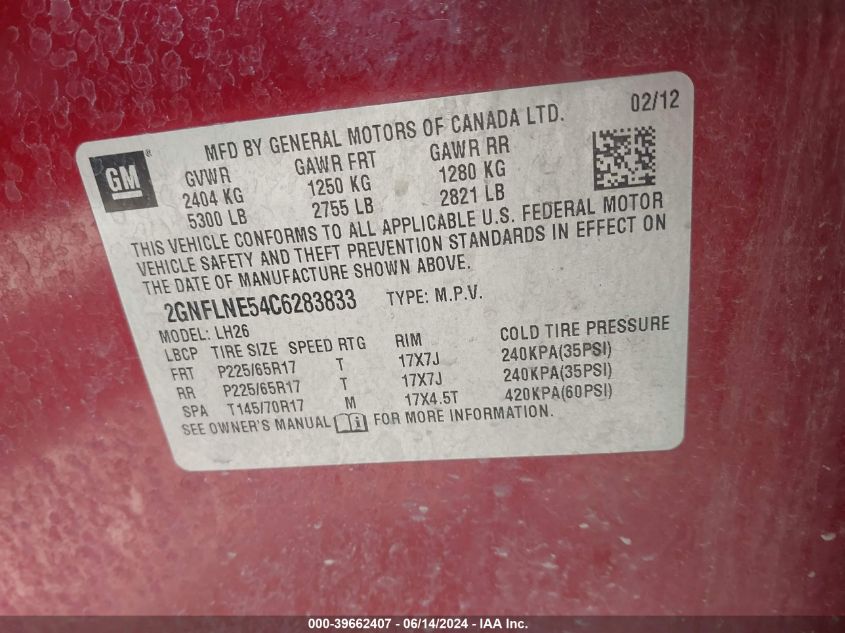 02/12
MFD BY GENERAL MOTORS OF CANADA LTD.
GM ®
GVWR GAWR FRT GAWR RR
2404 KG 1250 KG 1280 KG
5300 LB 2755 LB 2821 LB
THIS VEHICLE CONFORMS TO ALL APPLICABLE U.S. FEDERAL MOTOR
VEHICLE SAFETY AND THEFT PREVENTION STANDARDS IN EFFECT ON
THE DATE OF MANUFACTURE SHOWN ABOVE.
2GNFLNE54C6283833 TYPE: M.P.V.
MODEL: LH26
LBCP TIRE SIZE SPEED RTG RIM COLD TIRE PRESSURE
FRT P225/65R17 T 17X7J 240KPA(35PSI)
RR P225/65R17 T 17X7J 240KPA(35PSI)
SPA T145/70R17 M 17X4.5T 420KPA(60PSI)
SEE OWNER'S MANUAL FOR MORE INFORMATION.
000-39662407 - 06/14/2024 - IAA Inc.